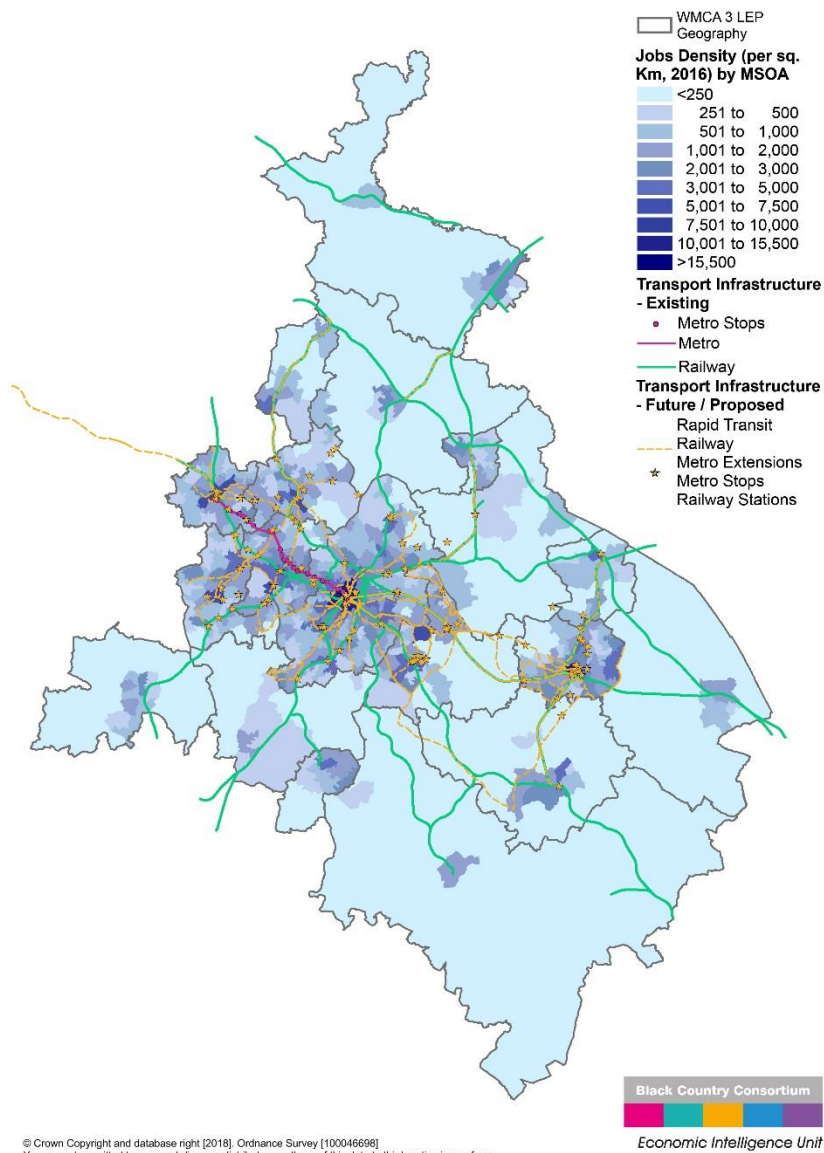 WMCA 3 LEP
Geography
Jobs Density (per sq.
Km, 2016) by MSOA
<250
251 to 500
501 to 1,000
1,001 to 2,000
2,001 to 3,000
3,001 to 5,000
5,001 to 7,500
7,501 to 10,000
10,001 to 15,500
>15,500
Transport Infrastructure
- Existing
Metro Stops
Metro
Railway
Transport Infrastructure
- Future / Proposed
Rapid Transit
Railway
Metro Extensions
Metro Stops
Railway Stations
Black Country Consortium
Economic Intelligence Unit
© Crown Copyright and database right [2018]. Ordnance Survey [100046698]